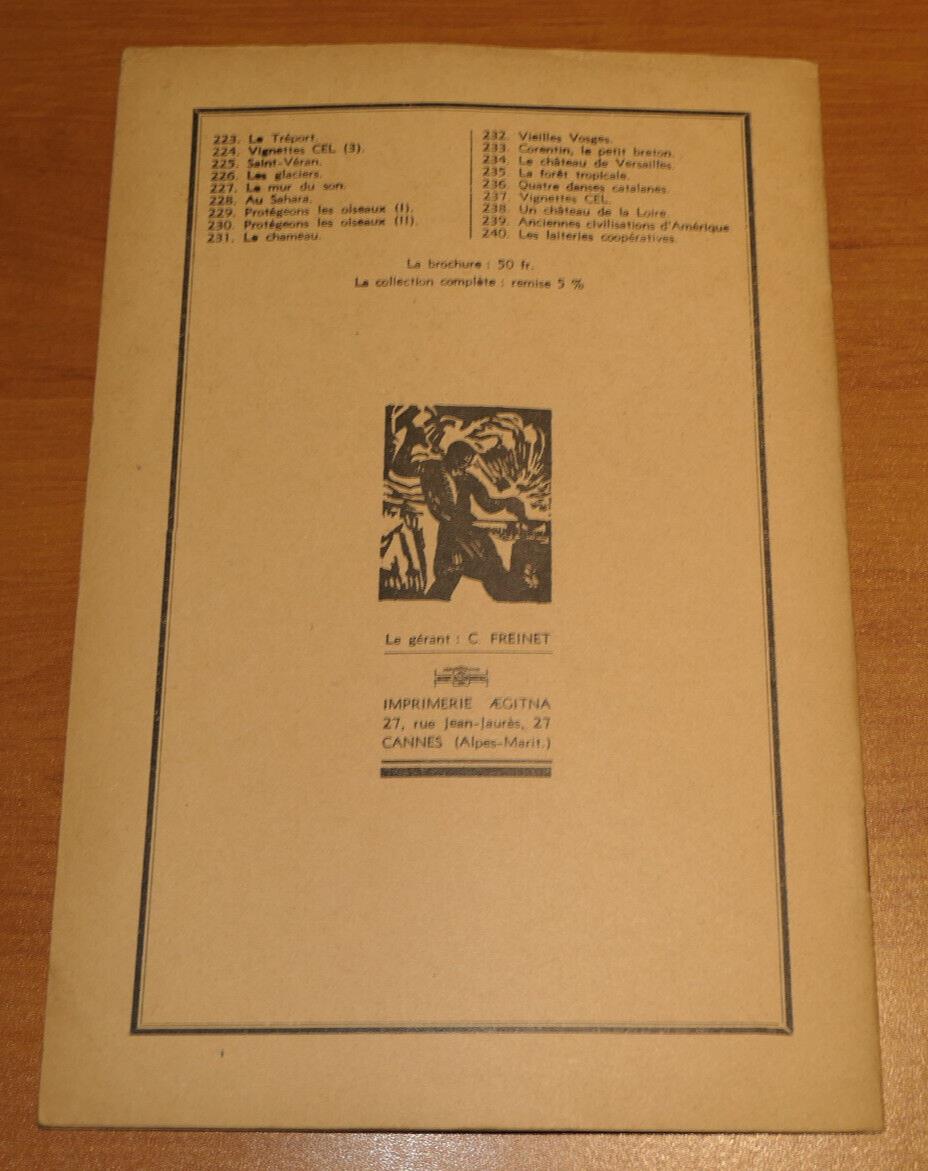 223. Le Tréport.
224. Vignettes CEL (3).
225. Saint-Véran.
226. Les glaciers.
227. Le mur du son.
228. Au Sahara.
229. Protégeons les oiseaux (I).
230. Protégeons les oiseaux (II).
231. Le chameau.
232. Vieilles Vosges.
233. Corentin, le petit breton.
234. Le château de Versailles.
235. La forêt tropicale.
236. Quatre danses catalanes.
237. Vignettes CEL.
238. Un château de la Loire.
239. Anciennes civilisations d'Amérique
240. Les laiteries coopératives.
La brochure : 50 fr.
La collection complète : remise 5 %
Le gérant : C. FREINET
IMPRIMERIE ÆGITNA
27, rue Jean-Jaurès, 27
CANNES (Alpes-Marit.)